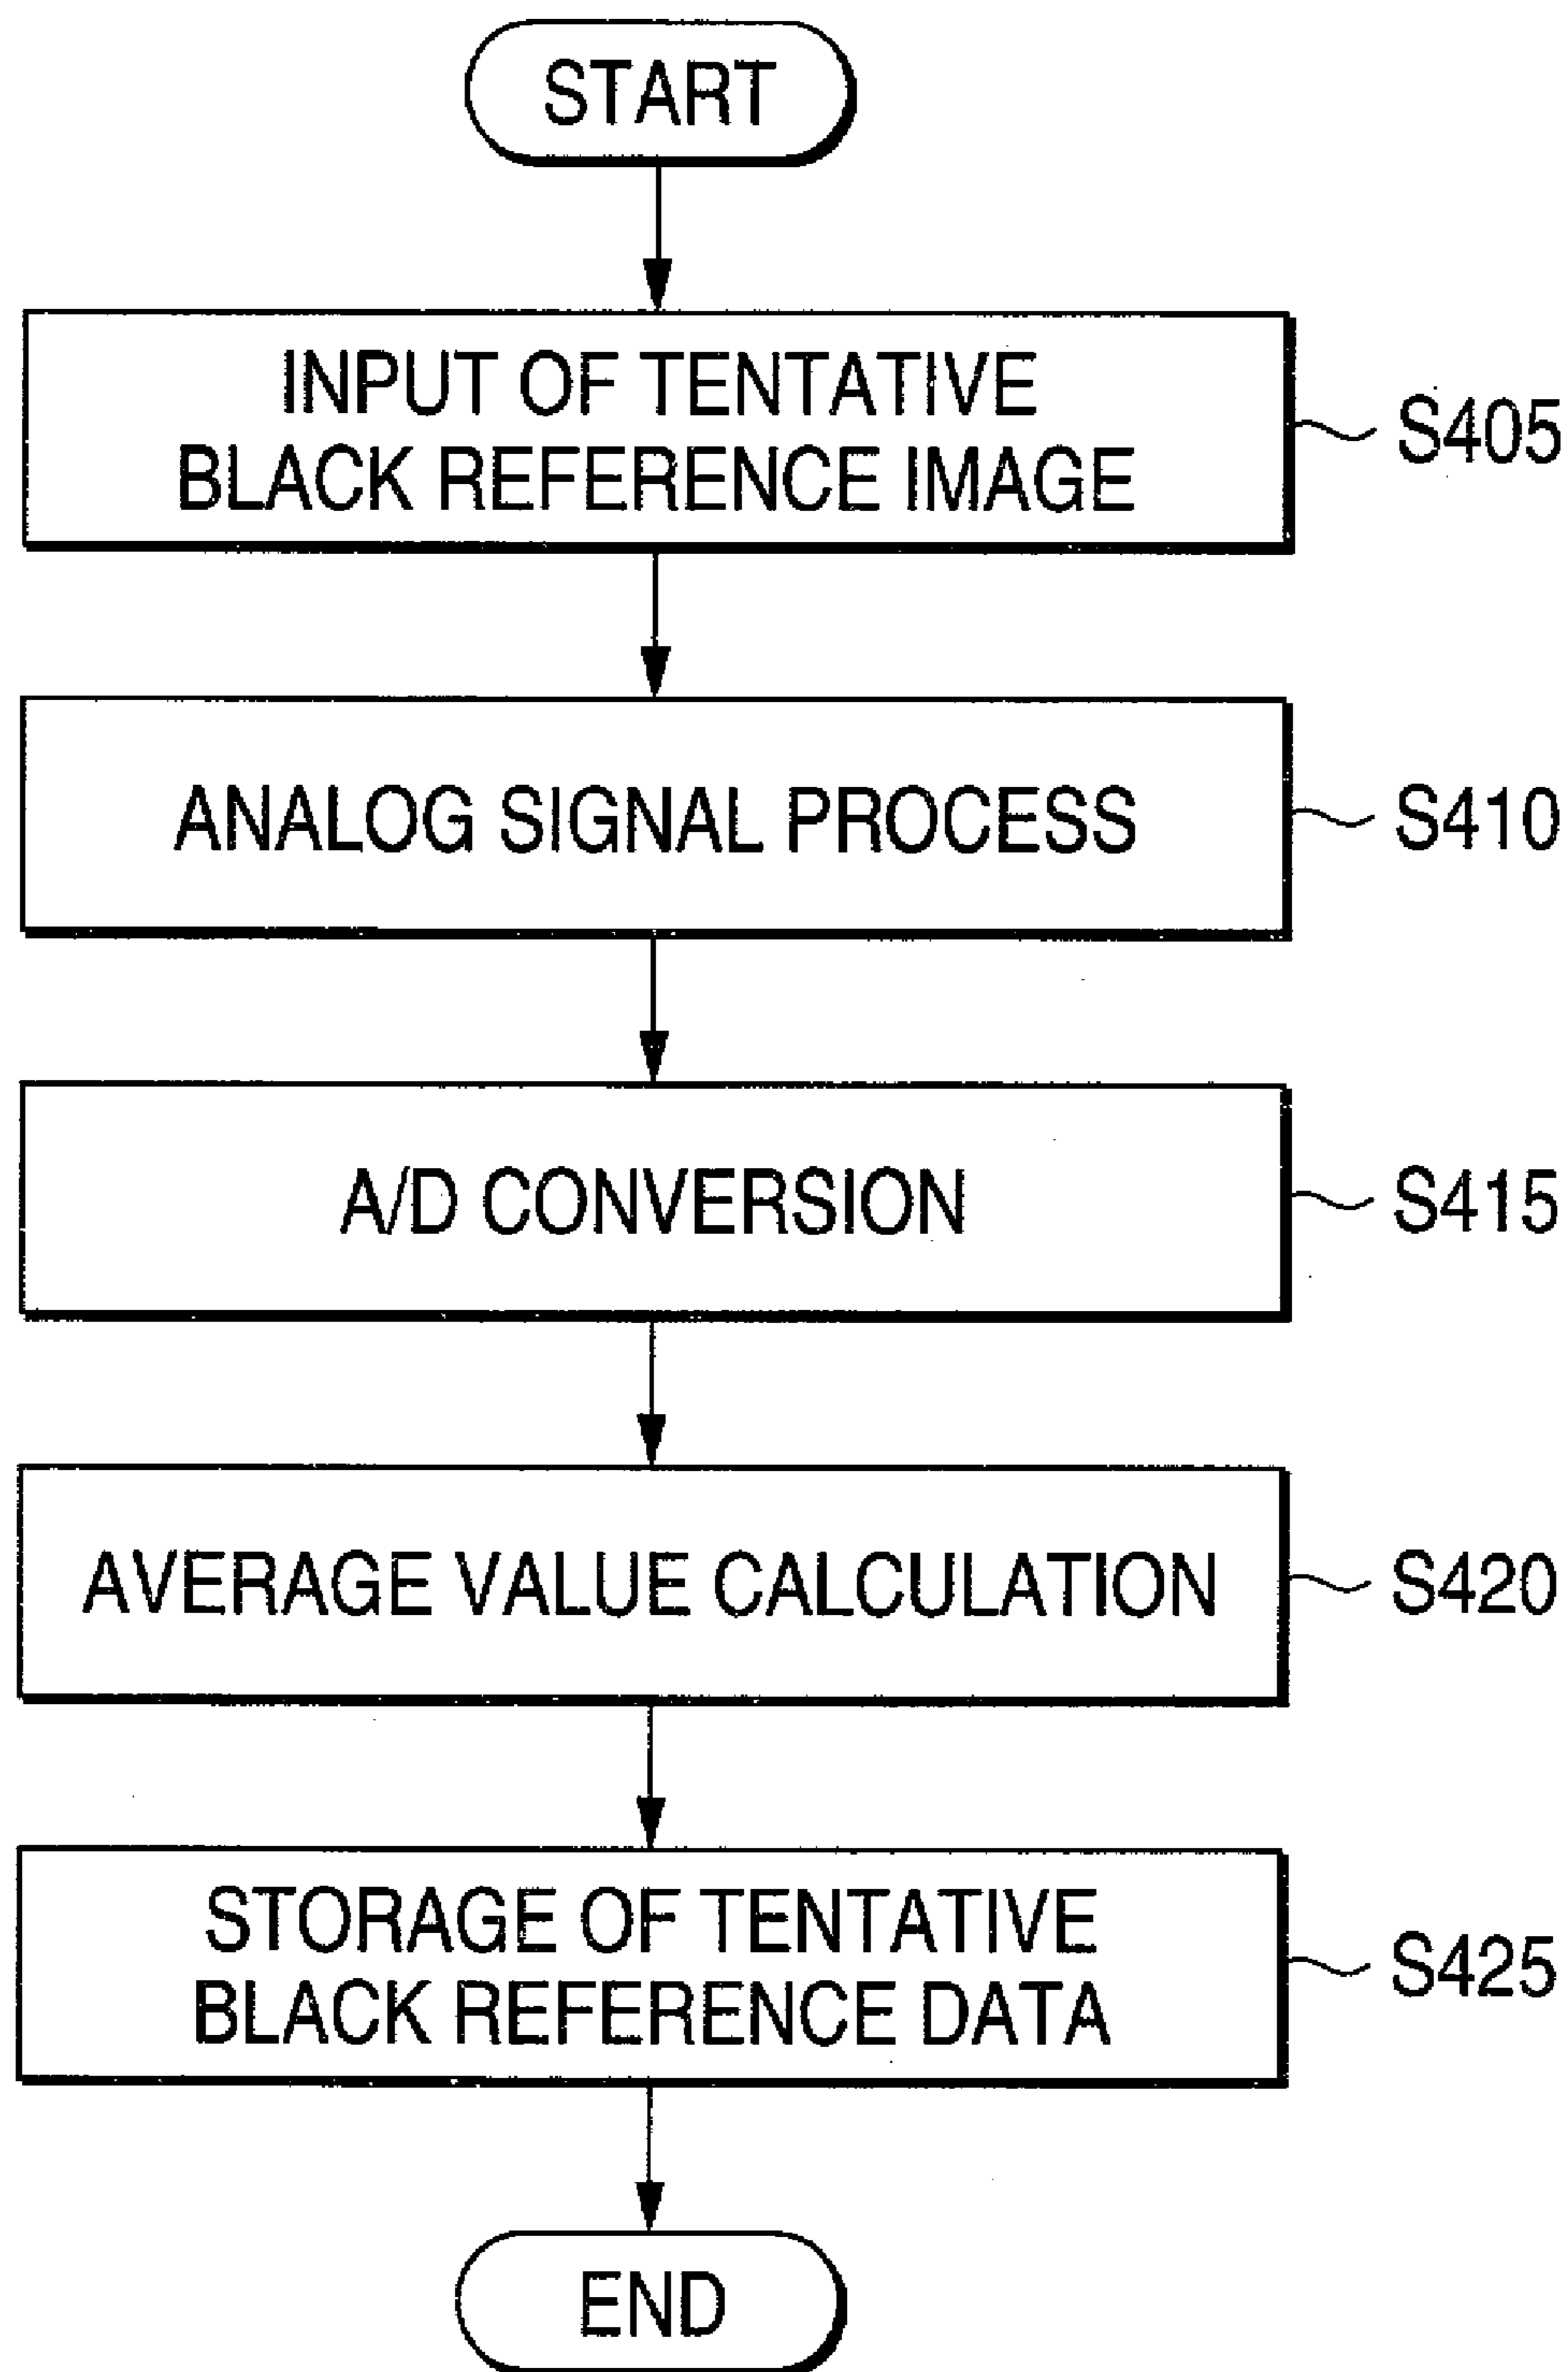 START
INPUT OF TENTATIVE
BLACK REFERENCE IMAGE
S405
ANALOG SIGNAL PROCESS
S410
A/D CONVERSION
S415
AVERAGE VALUE CALCULATION
S420
STORAGE OF TENTATIVE
BLACK REFERENCE DATA
S425
END